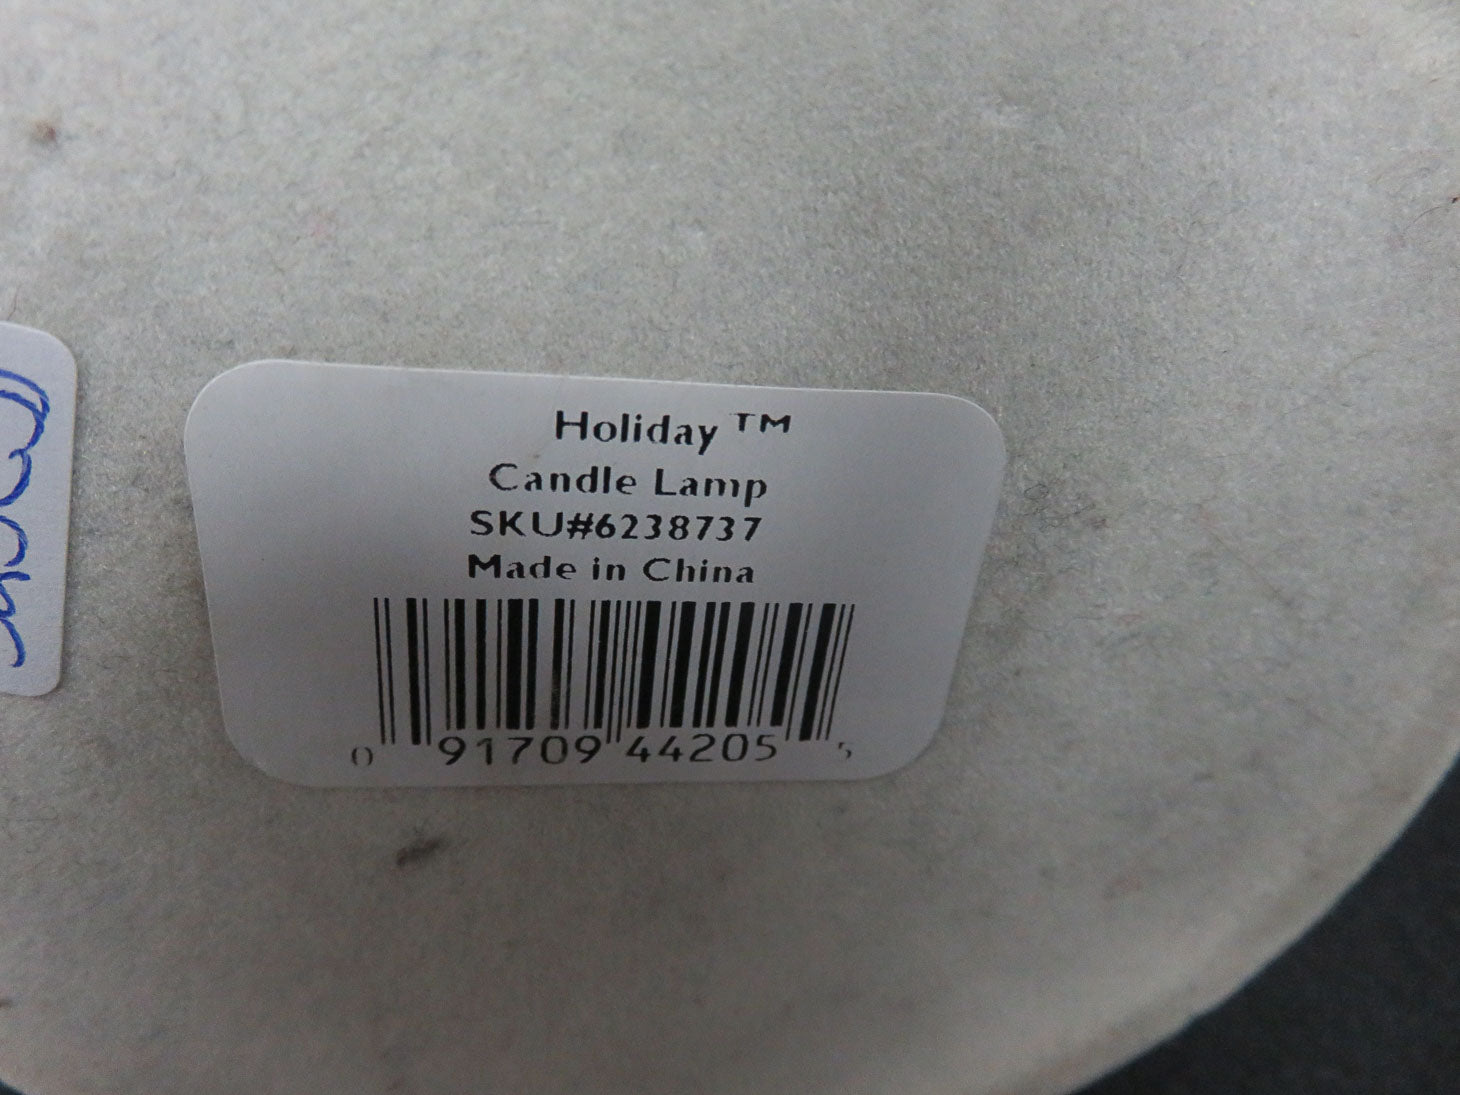 Holiday ™
Candle Lamp
SKU#6238737
Made in China
0 91709 44205 5